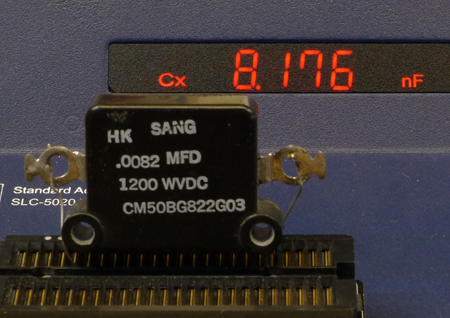 Cx 8.176 nF
HK SANG
.0082 MFD
1200 WVDC
CM50BG822G03
Standard
SLC-5020